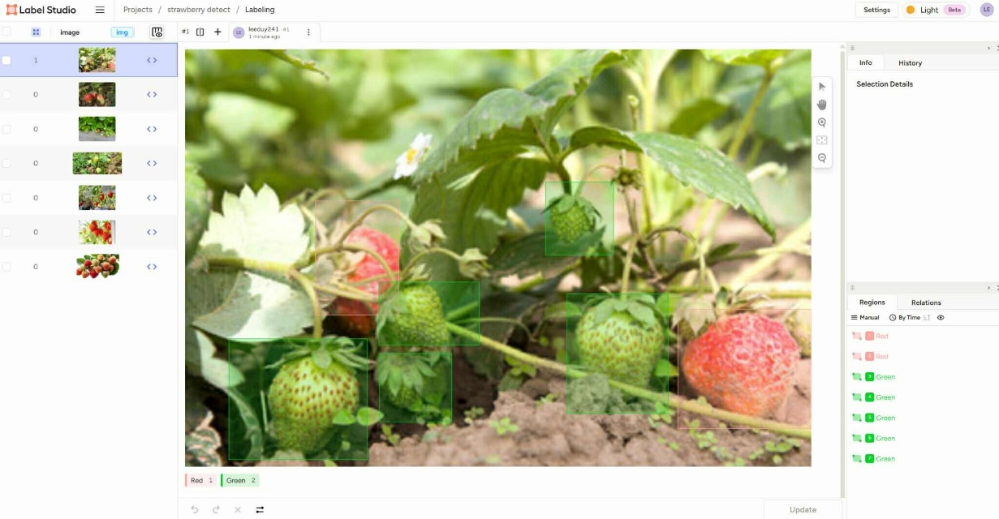 Label Studio
Projects / strawberry detect / Labeling
Settings
Light Beta
LE
image img
#1
LE leeduy241 #1
1 minute ago
1
0
0
0
0
0
0
Info History
Selection Details
Regions Relations
Manual By Time
1 Red
2 Red
3 Green
4 Green
5 Green
6 Green
7 Green
Red 1 Green 2
Update